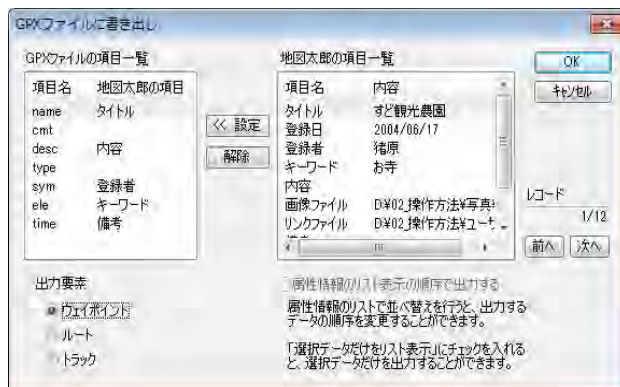 GPXファイルに書き出し
GPXファイルの項目一覧
項目名 地図太郎の項目
name タイトル
cmt
desc 内容
type
sym 登録者
ele キーワード
time 備考
<< 設定
解除
地図太郎の項目一覧
項目名 内容
タイトル すど観光農園
登録日 2004/06/17
登録者 猪原
キーワード お寺
内容
画像ファイル D:¥02_操作方法¥写真
リンクファイル D:¥02_操作方法¥ユーザ
OK
キャンセル
レコード
1/12
前へ 次へ
出力要素
ウェイポイント
ルート
トラック
属性情報のリスト表示の順序で出力する
属性情報のリストで並べ替えを行うと、出力する
データの順序を変更することができます。
「選択データだけをリスト表示」にチェックを入れる
と、選択データだけを出力することができます。